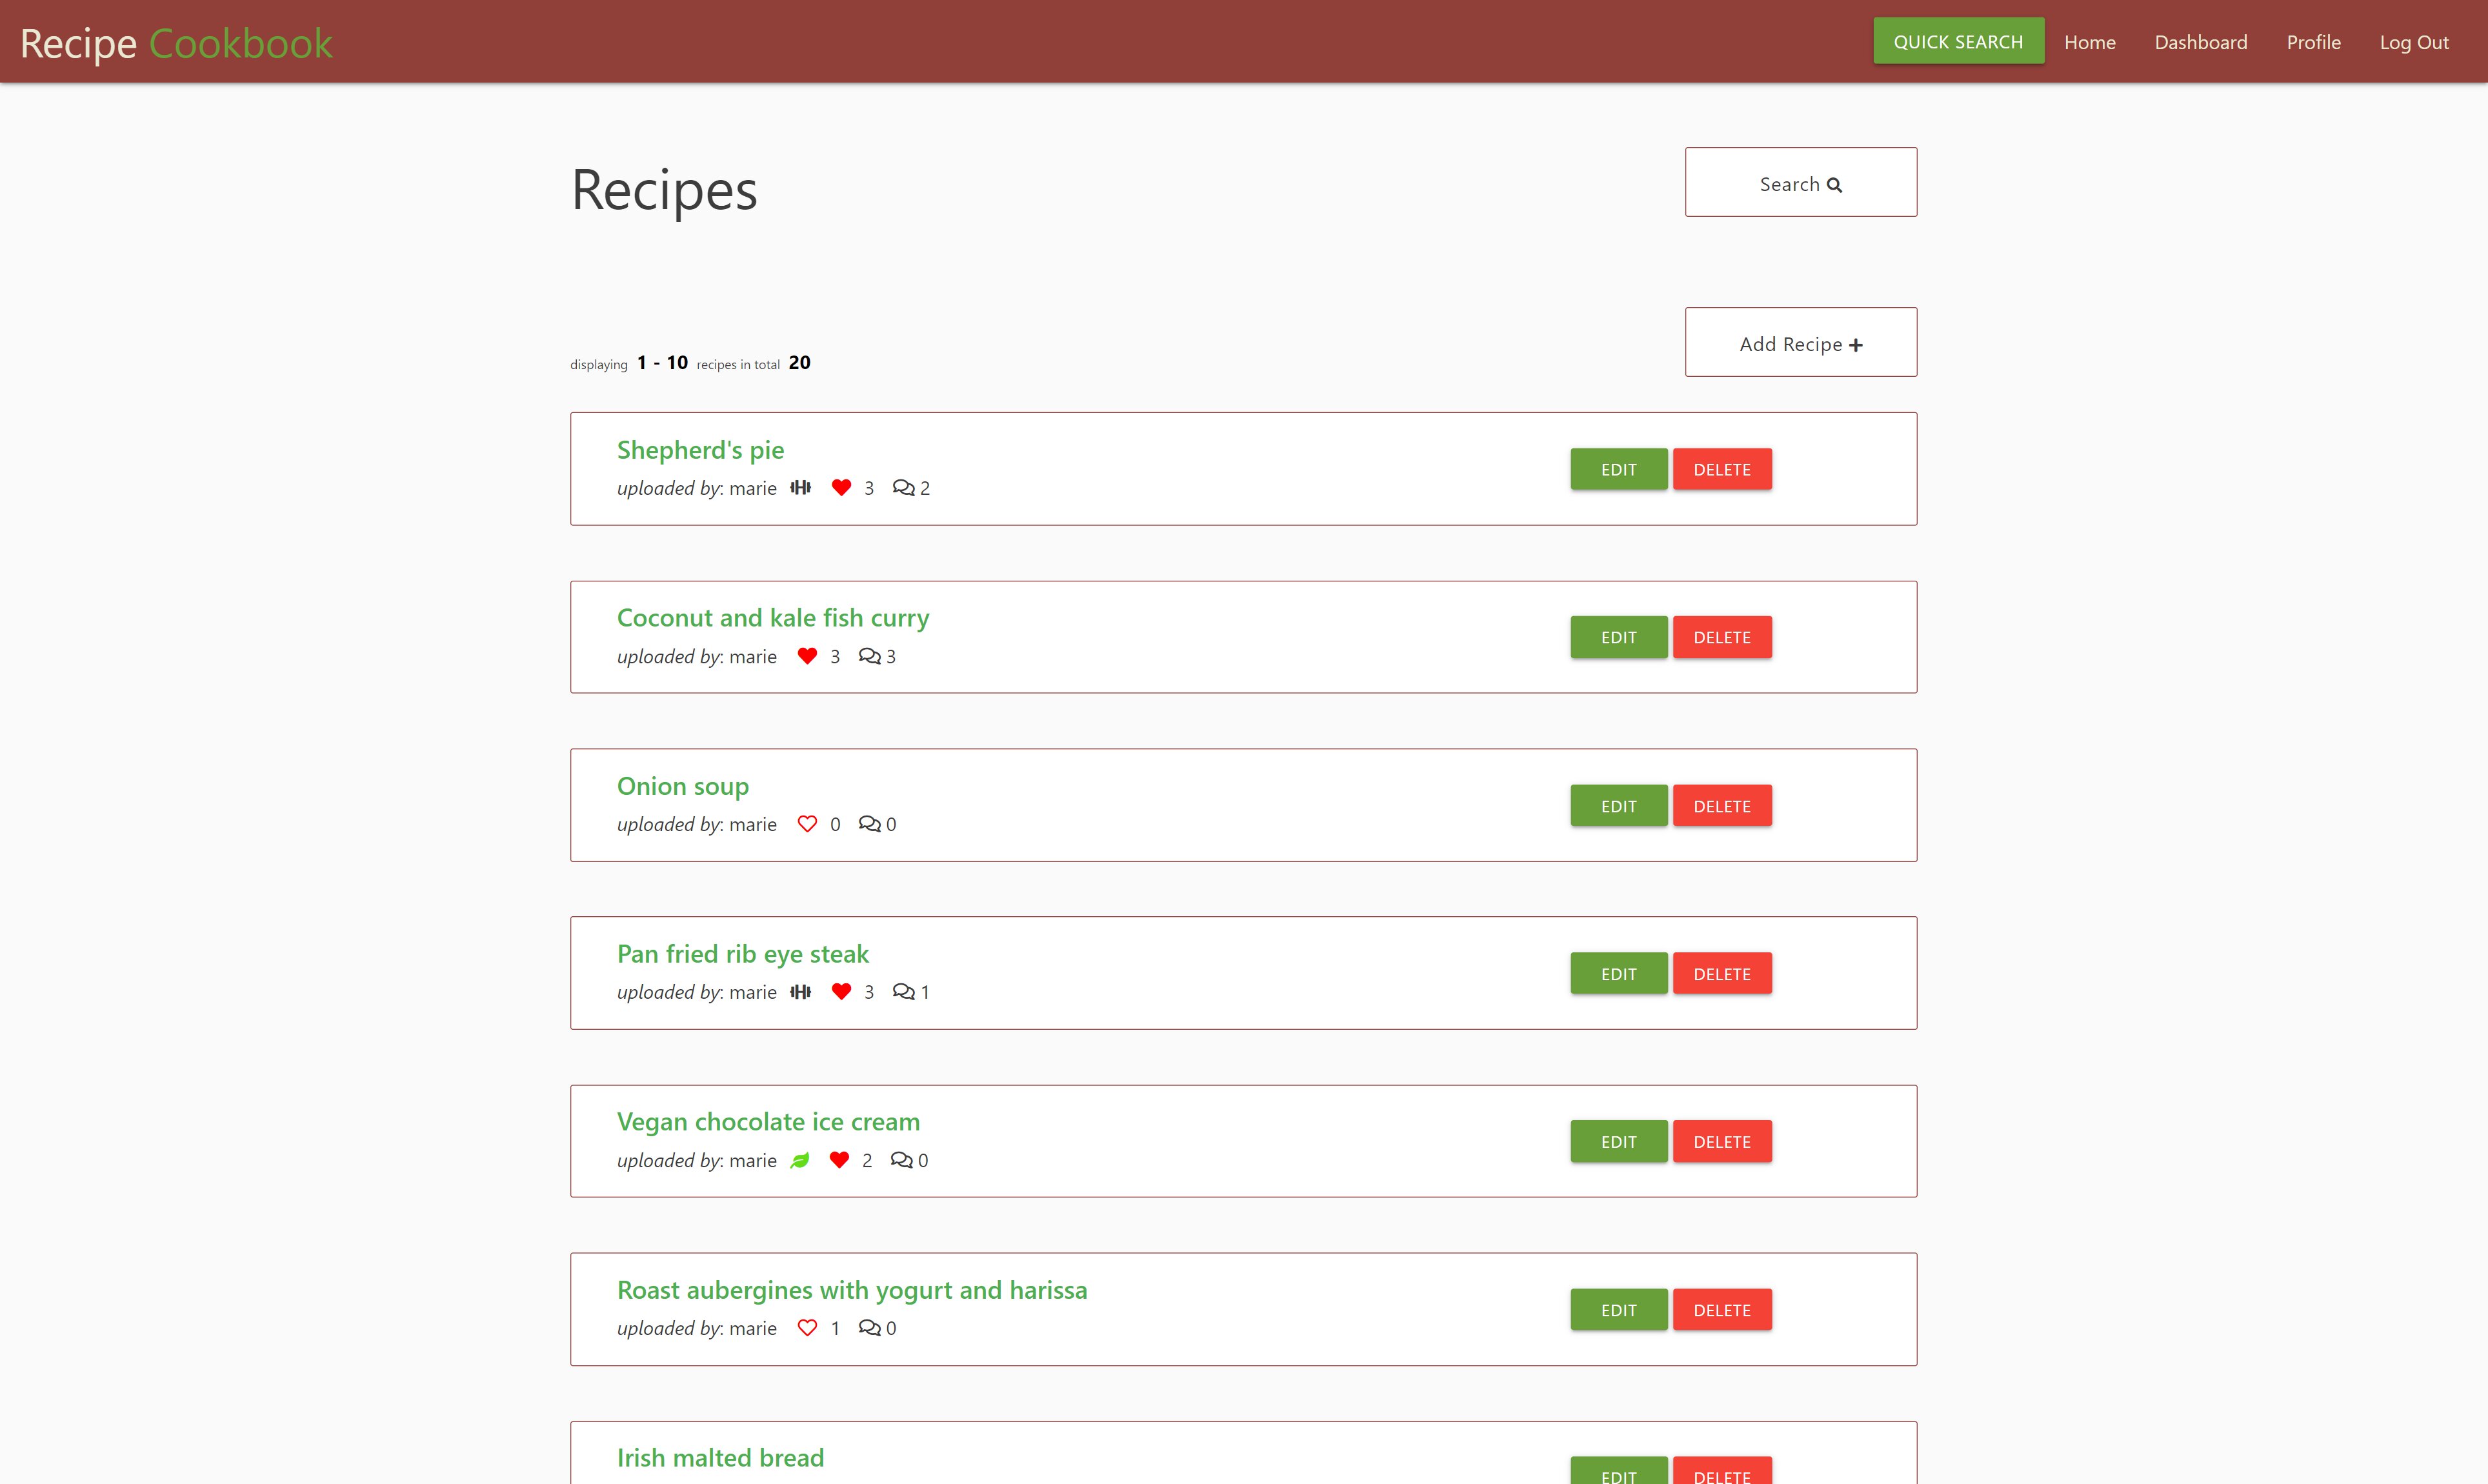 Recipe Cookbook
QUICK SEARCH Home Dashboard Profile Log Out
Recipes
Search
Add Recipe
displaying 1 - 10 recipes in total 20
Shepherd's pie
uploaded by: marie 3 2
EDIT DELETE
Coconut and kale fish curry
uploaded by: marie 3 3
EDIT DELETE
Onion soup
uploaded by: marie 0 0
EDIT DELETE
Pan fried rib eye steak
uploaded by: marie 3 1
EDIT DELETE
Vegan chocolate ice cream
uploaded by: marie 2 0
EDIT DELETE
Roast aubergines with yogurt and harissa
uploaded by: marie 1 0
EDIT DELETE
Irish malted bread
EDIT DELETE